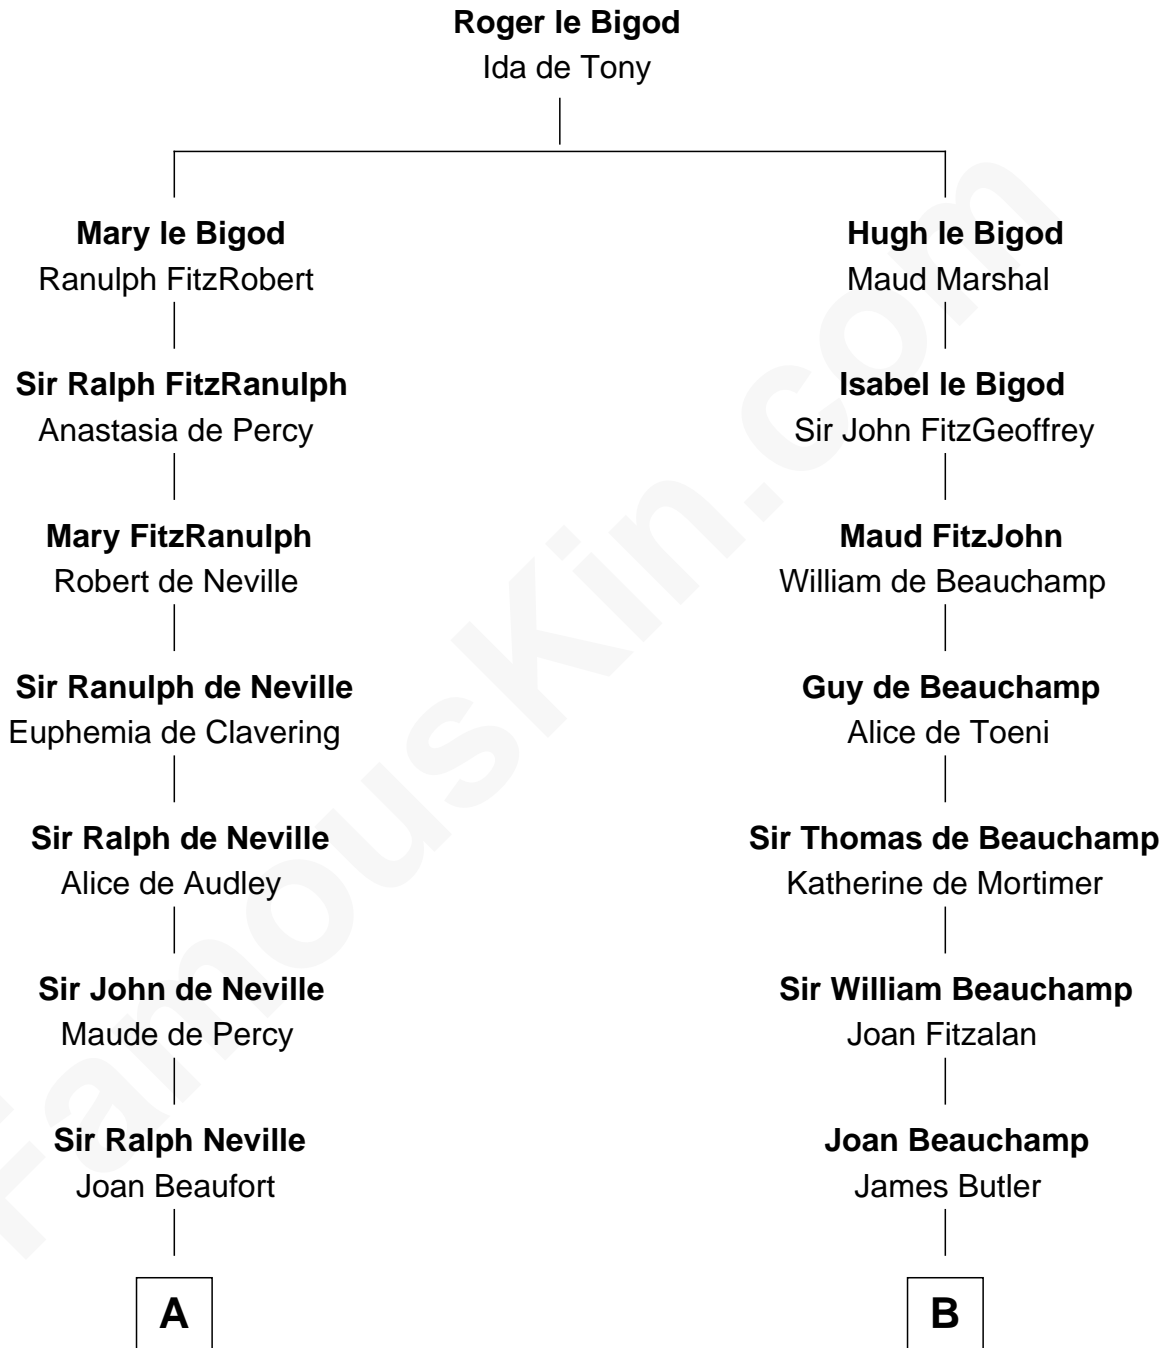 Roger le Bigod
Ida de Tony
Mary le Bigod
Ranulph FitzRobert
Hugh le Bigod
Maud Marshal
Sir Ralph FitzRanulph
Anastasia de Percy
Isabel le Bigod
Sir John FitzGeoffrey
Mary FitzRanulph
Robert de Neville
Maud FitzJohn
William de Beauchamp
Sir Ranulph de Neville
Euphemia de Clavering
Guy de Beauchamp
Alice de Toeni
Sir Ralph de Neville
Alice de Audley
Sir Thomas de Beauchamp
Katherine de Mortimer
Sir John de Neville
Maude de Percy
Sir William Beauchamp
Joan Fitzalan
Sir Ralph Neville
Joan Beaufort
Joan Beauchamp
James Butler
A
B
FamousKin.com